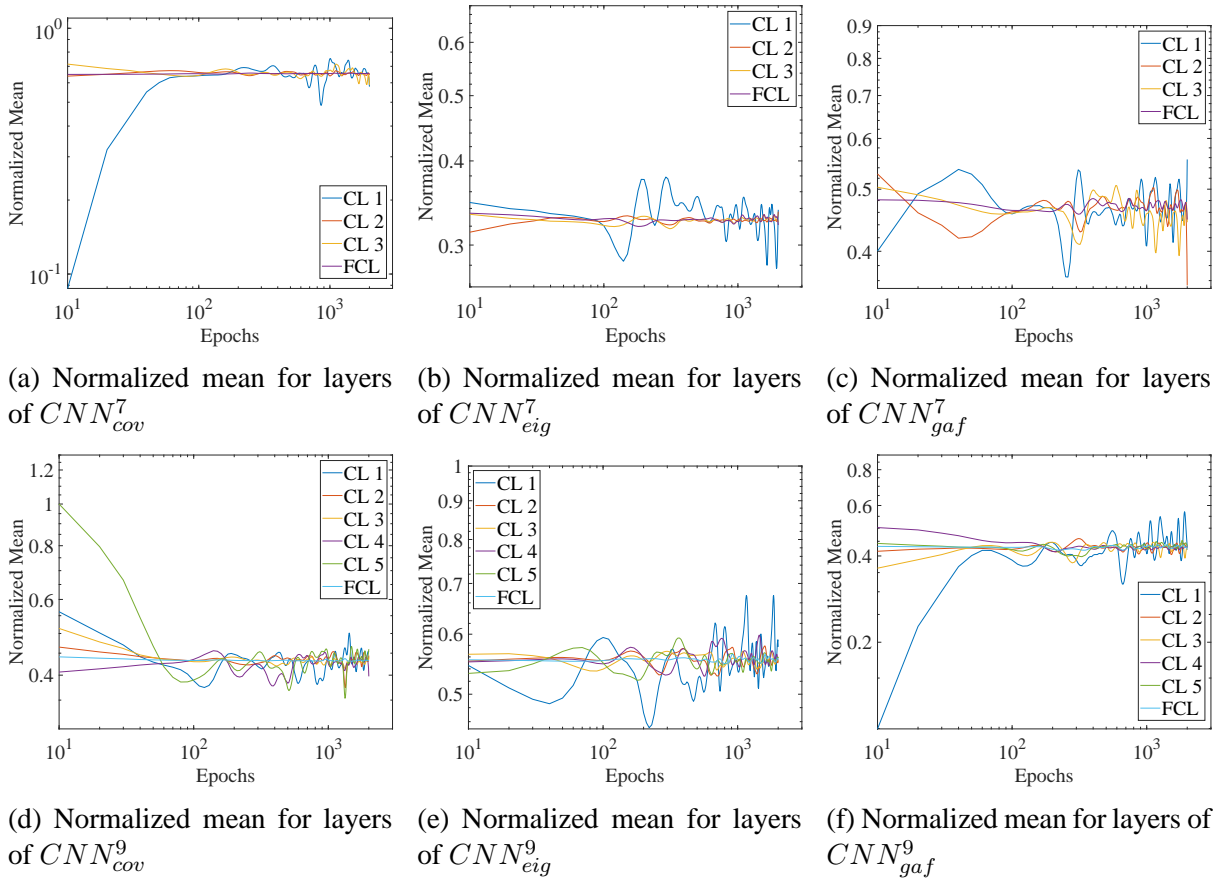 10^0
10^-1
Normalized Mean
10^1 10^2 10^3
Epochs
CL 1
CL 2
CL 3
FCL
(a) Normalized mean for layers
of CNN^7_cov
0.6
0.5
0.4
0.3
Normalized Mean
10^1 10^2 10^3
Epochs
CL 1
CL 2
CL 3
FCL
(b) Normalized mean for layers
of CNN^7_eig
0.9
0.8
0.7
0.6
0.5
0.4
Normalized Mean
10^1 10^2 10^3
Epochs
CL 1
CL 2
CL 3
FCL
(c) Normalized mean for layers
of CNN^7_gaf
1.2
1
0.8
0.6
0.4
Normalized Mean
10^1 10^2 10^3
Epochs
CL 1
CL 2
CL 3
CL 4
CL 5
FCL
(d) Normalized mean for layers
of CNN^9_cov
1
0.9
0.8
0.7
0.6
0.5
Normalized Mean
10^1 10^2 10^3
Epochs
CL 1
CL 2
CL 3
CL 4
CL 5
FCL
(e) Normalized mean for layers
of CNN^9_eig
0.8
0.6
0.4
0.2
Normalized Mean
10^1 10^2 10^3
Epochs
CL 1
CL 2
CL 3
CL 4
CL 5
FCL
(f) Normalized mean for layers of
CNN^9_gaf